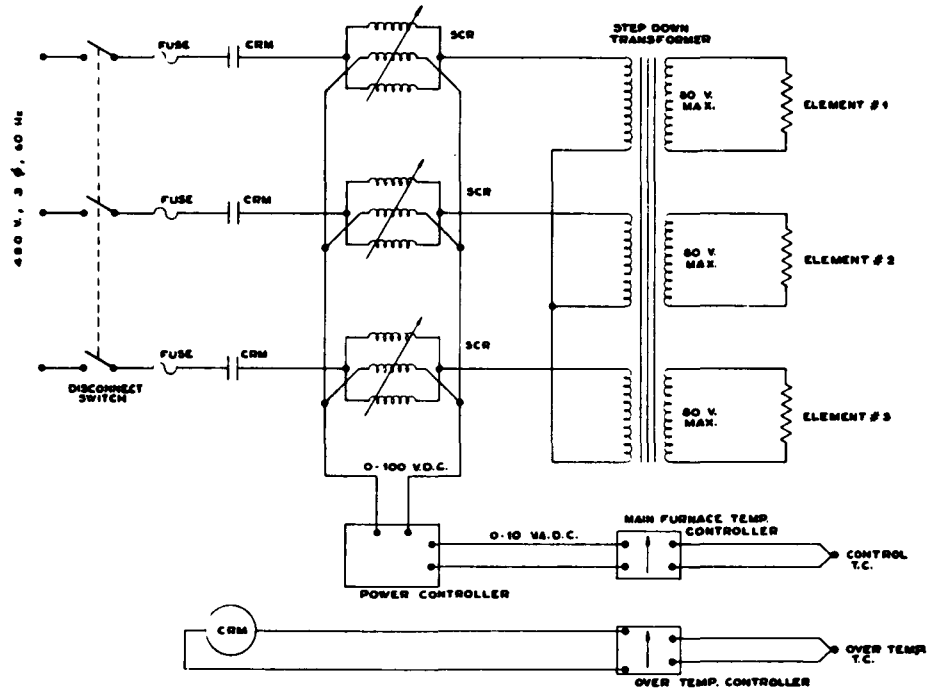 STEP DOWN
TRANSFORMER
FUSE
CRM
SCR
80 V.
MAX.
ELEMENT #1
480 V., 3 φ, 60 Hz
FUSE
CRM
SCR
80 V.
MAX.
ELEMENT #2
FUSE
CRM
SCR
DISCONNECT
SWITCH
80 V.
MAX.
ELEMENT #3
0-100 V.D.C.
MAIN FURNACE TEMP.
CONTROLLER
0-10 MA.D.C.
CONTROL
T.C.
POWER CONTROLLER
CRM
OVER TEMP.
T.C.
OVER TEMP. CONTROLLER